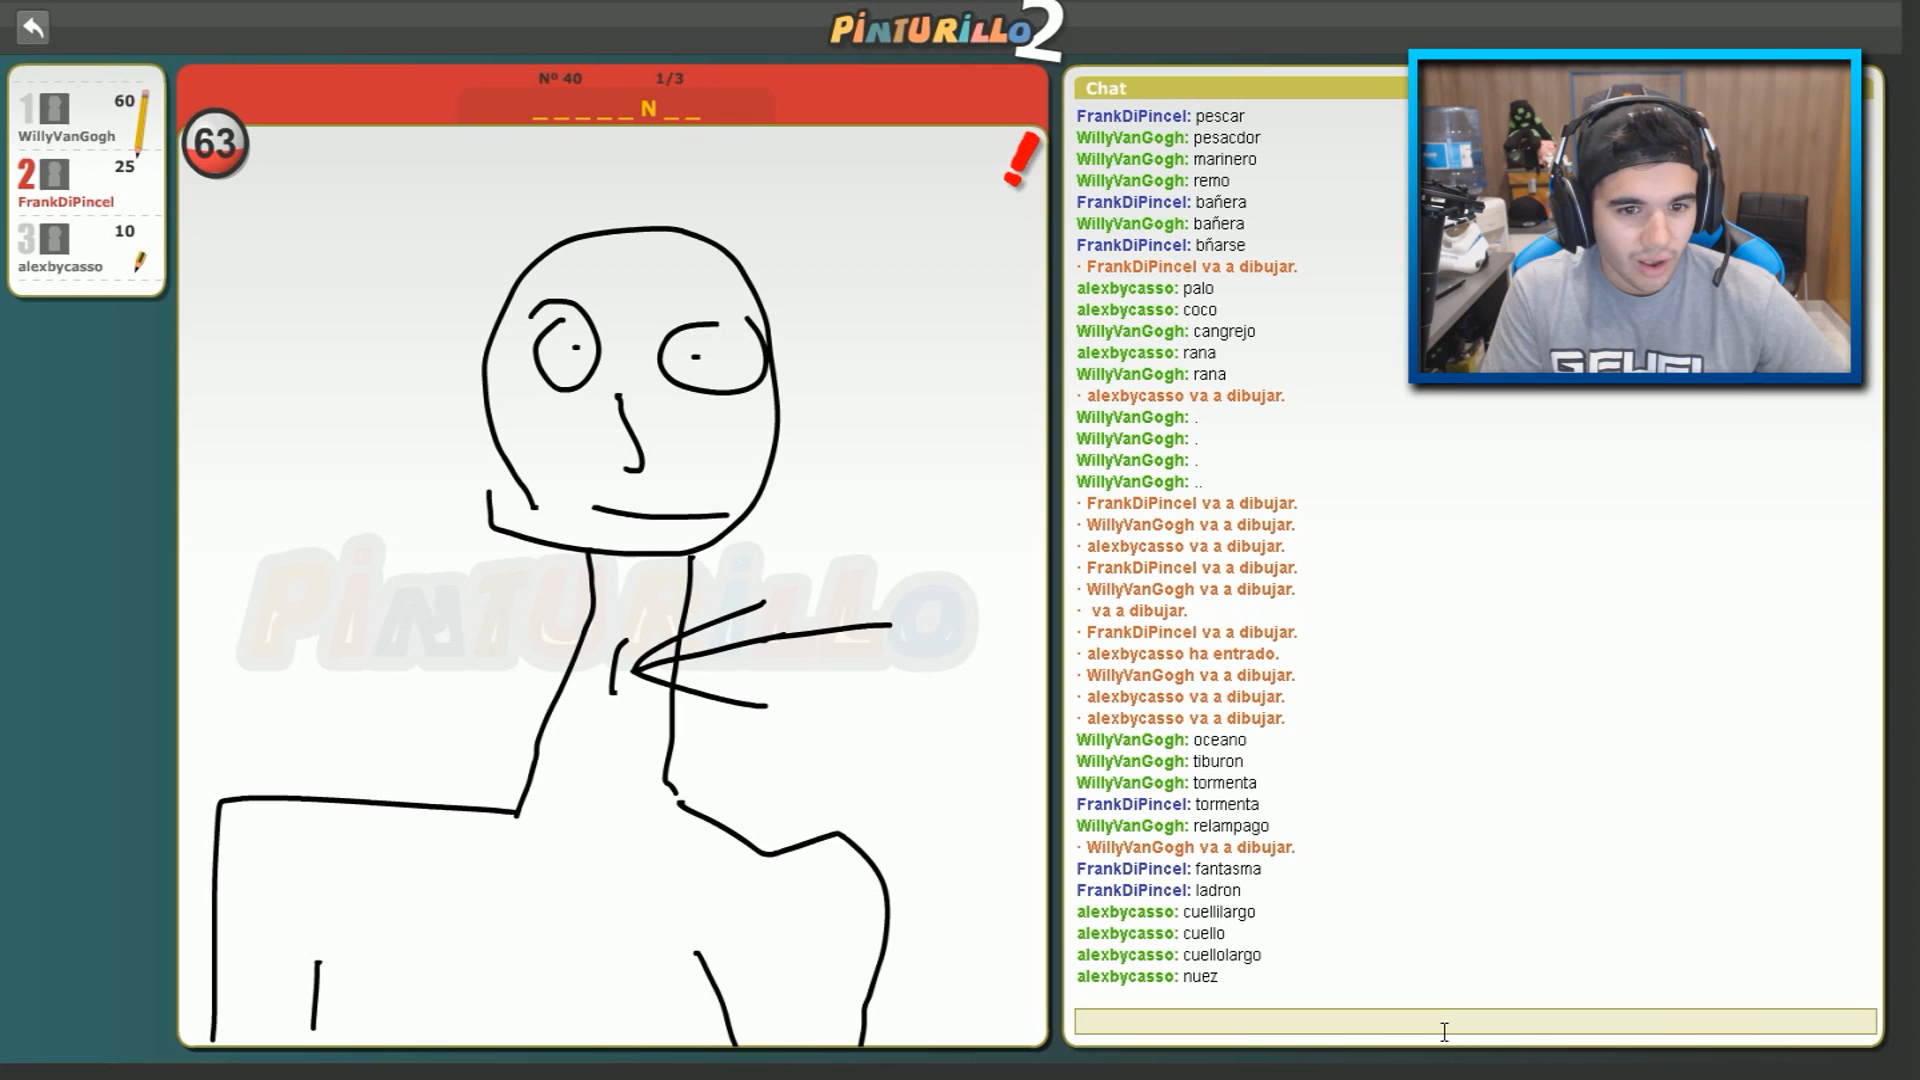 PINTURILLO 2
1 60
WillyVanGogh
2 25
FrankDiPincel
3 10
alexbycasso
Nº 40 1/3
_ _ _ _ _ N _ _
63
!
PINTURILLO
Chat
FrankDiPincel: pescar
WillyVanGogh: pesacdor
WillyVanGogh: marinero
WillyVanGogh: remo
FrankDiPincel: bañera
WillyVanGogh: bañera
FrankDiPincel: bñarse
· FrankDiPincel va a dibujar.
alexbycasso: palo
alexbycasso: coco
WillyVanGogh: cangrejo
alexbycasso: rana
WillyVanGogh: rana
· alexbycasso va a dibujar.
WillyVanGogh: .
WillyVanGogh: .
WillyVanGogh: .
WillyVanGogh: ..
· FrankDiPincel va a dibujar.
· WillyVanGogh va a dibujar.
· alexbycasso va a dibujar.
· FrankDiPincel va a dibujar.
· WillyVanGogh va a dibujar.
· va a dibujar.
· FrankDiPincel va a dibujar.
· alexbycasso ha entrado.
· WillyVanGogh va a dibujar.
· alexbycasso va a dibujar.
· alexbycasso va a dibujar.
WillyVanGogh: oceano
WillyVanGogh: tiburon
WillyVanGogh: tormenta
FrankDiPincel: tormenta
WillyVanGogh: relampago
· WillyVanGogh va a dibujar.
FrankDiPincel: fantasma
FrankDiPincel: ladron
alexbycasso: cuellilargo
alexbycasso: cuello
alexbycasso: cuellolargo
alexbycasso: nuez